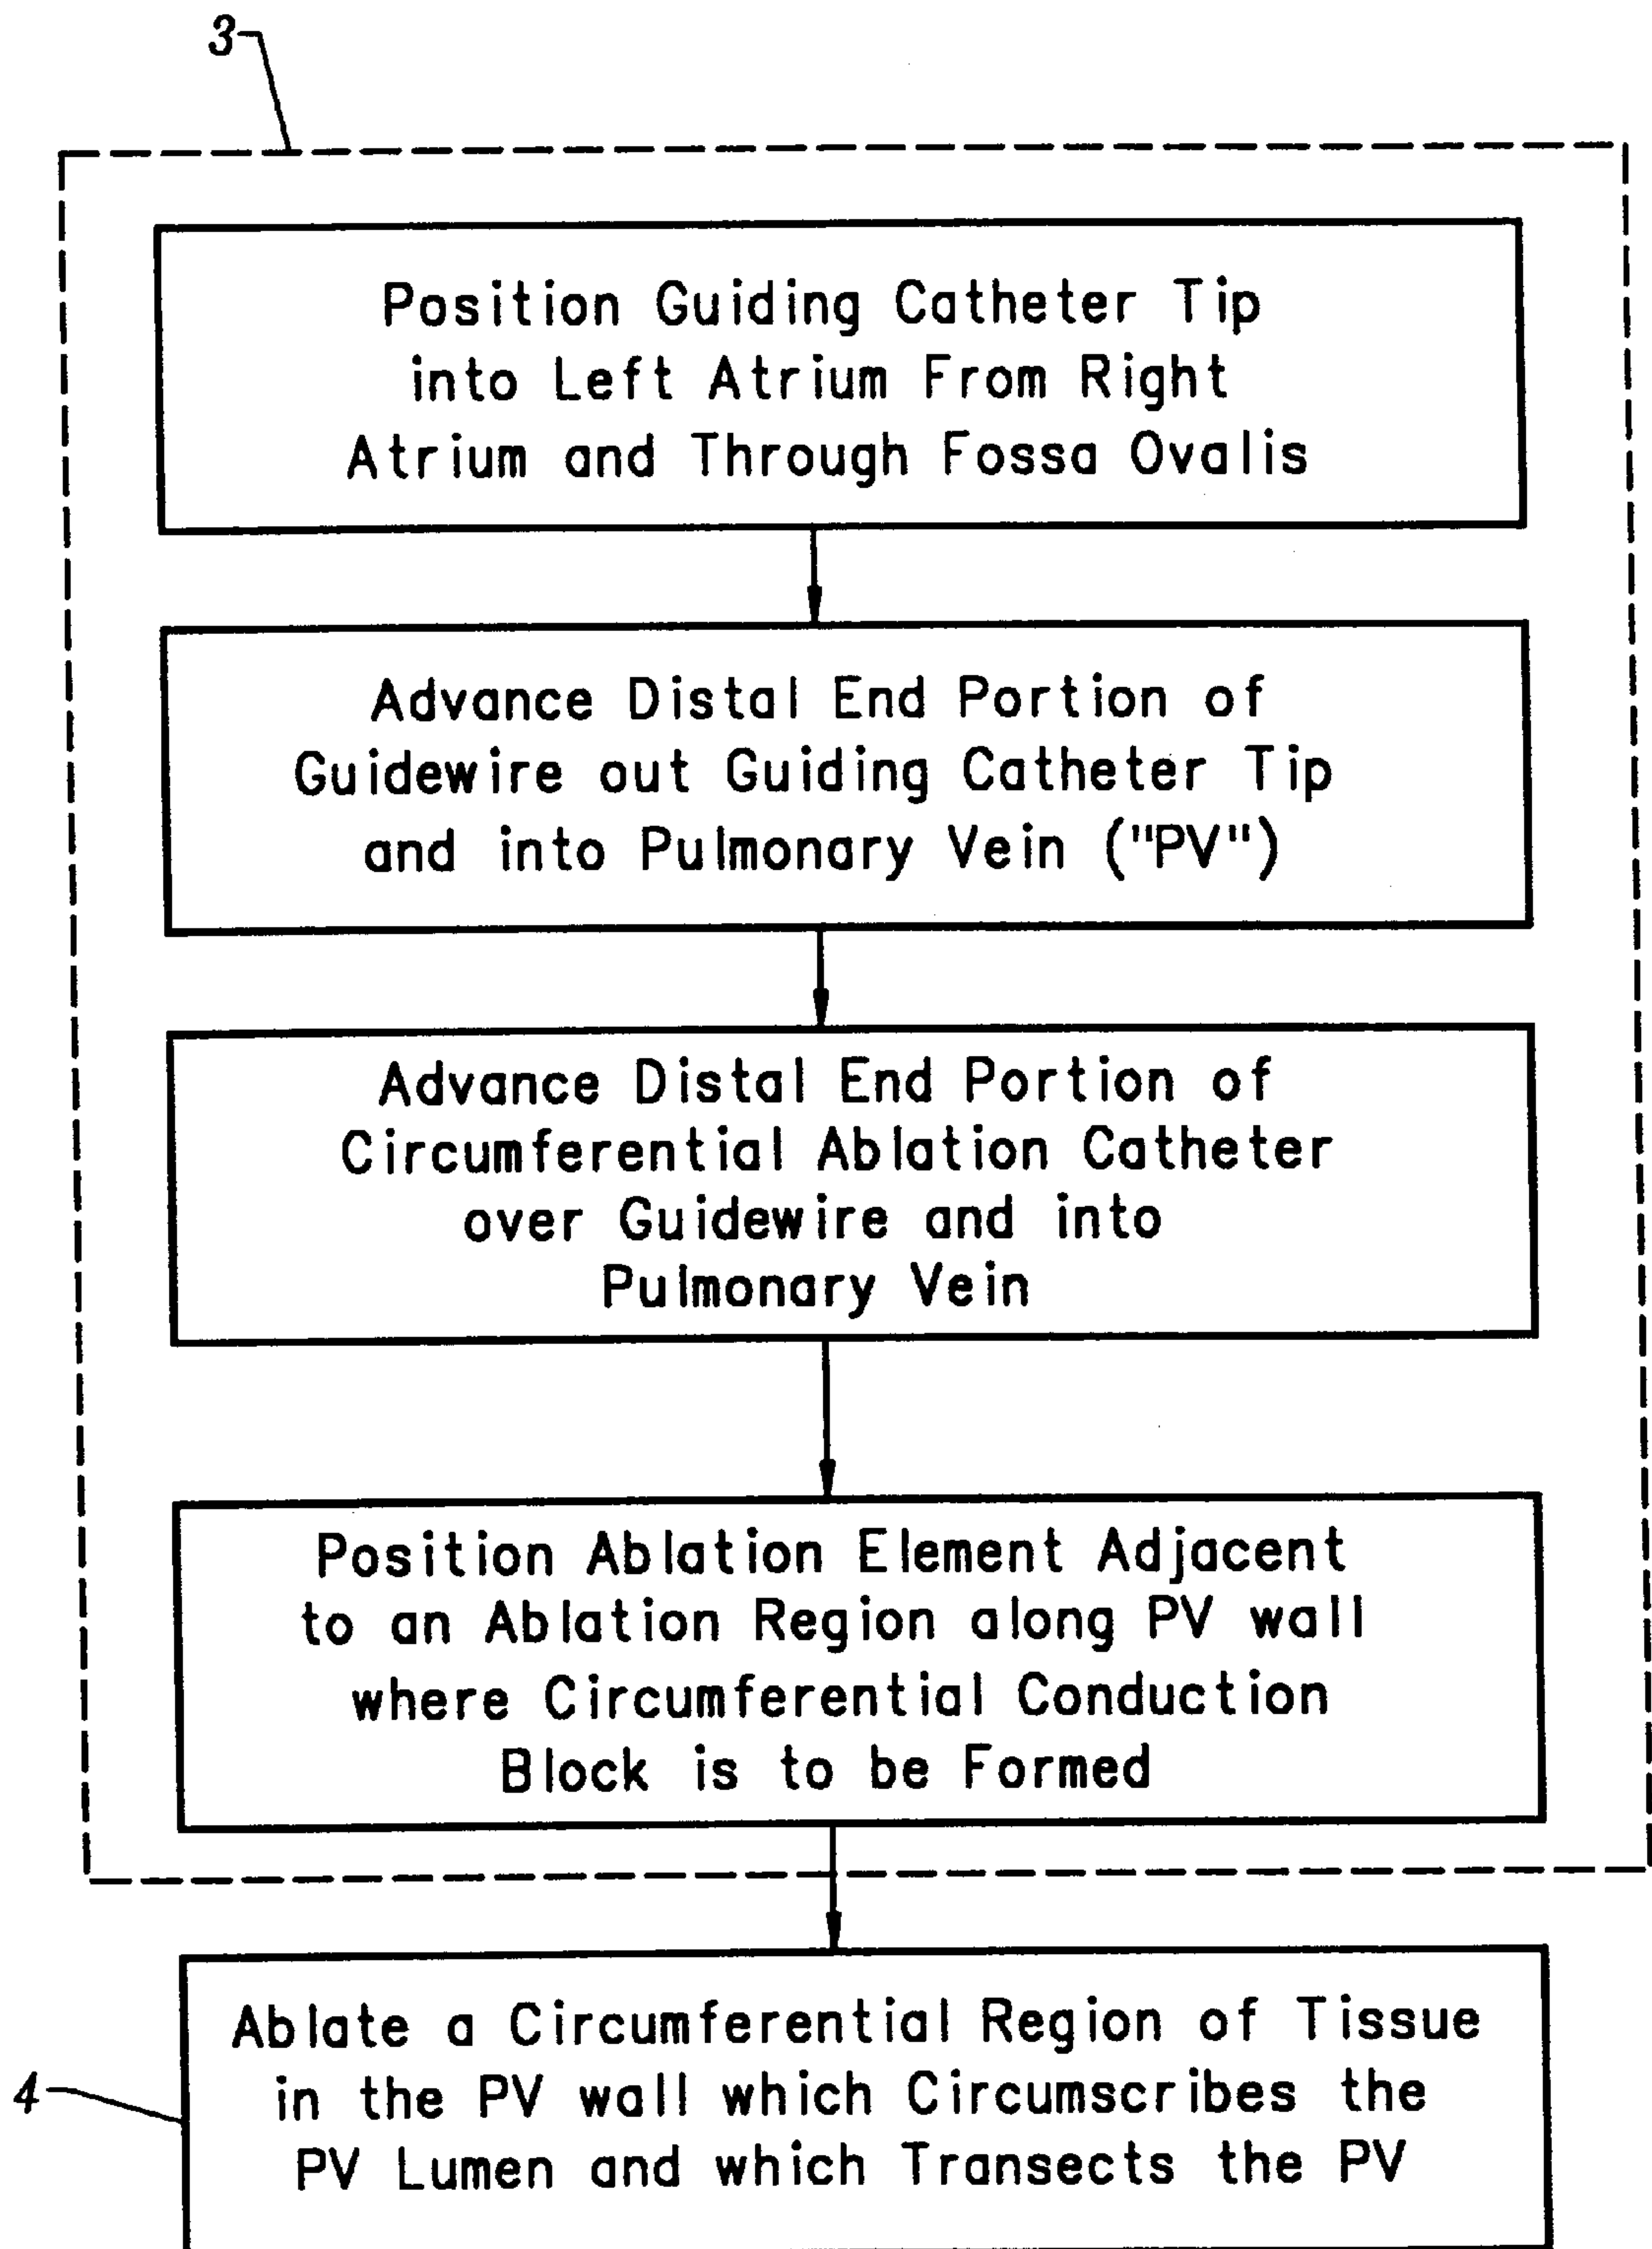 3
Position Guiding Catheter Tip
into Left Atrium From Right
Atrium and Through Fossa Ovalis
Advance Distal End Portion of
Guidewire out Guiding Catheter Tip
and into Pulmonary Vein ("PV")
Advance Distal End Portion of
Circumferential Ablation Catheter
over Guidewire and into
Pulmonary Vein
Position Ablation Element Adjacent
to an Ablation Region along PV wall
where Circumferential Conduction
Block is to be Formed
4
Ablate a Circumferential Region of Tissue
in the PV wall which Circumscribes the
PV Lumen and which Transects the PV